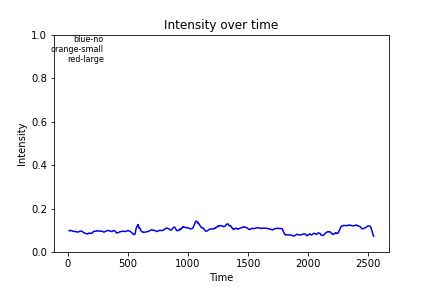 Intensity over time
blue-no
orange-small
red-large
1.0
0.8
0.6
0.4
0.2
0.0
Intensity
0 500 1000 1500 2000 2500
Time